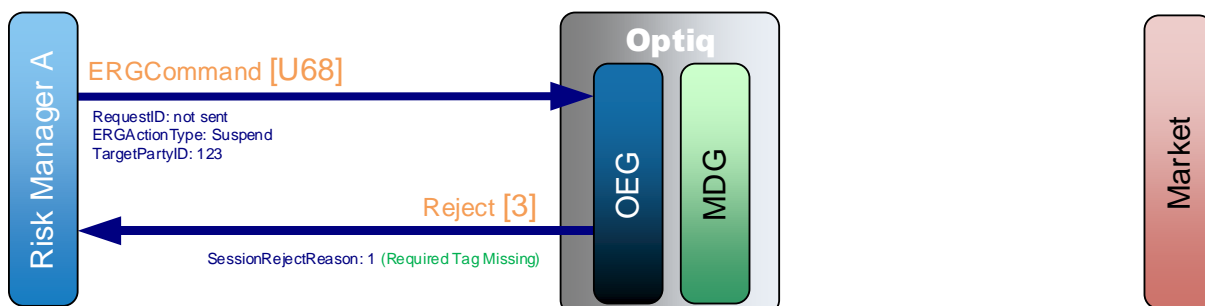 Risk Manager A
ERGCommand [U68]
RequestID: not sent
ERGActionType: Suspend
TargetPartyID: 123
Reject [3]
SessionRejectReason: 1 (Required Tag Missing)
Optiq
OEG
MDG
Market